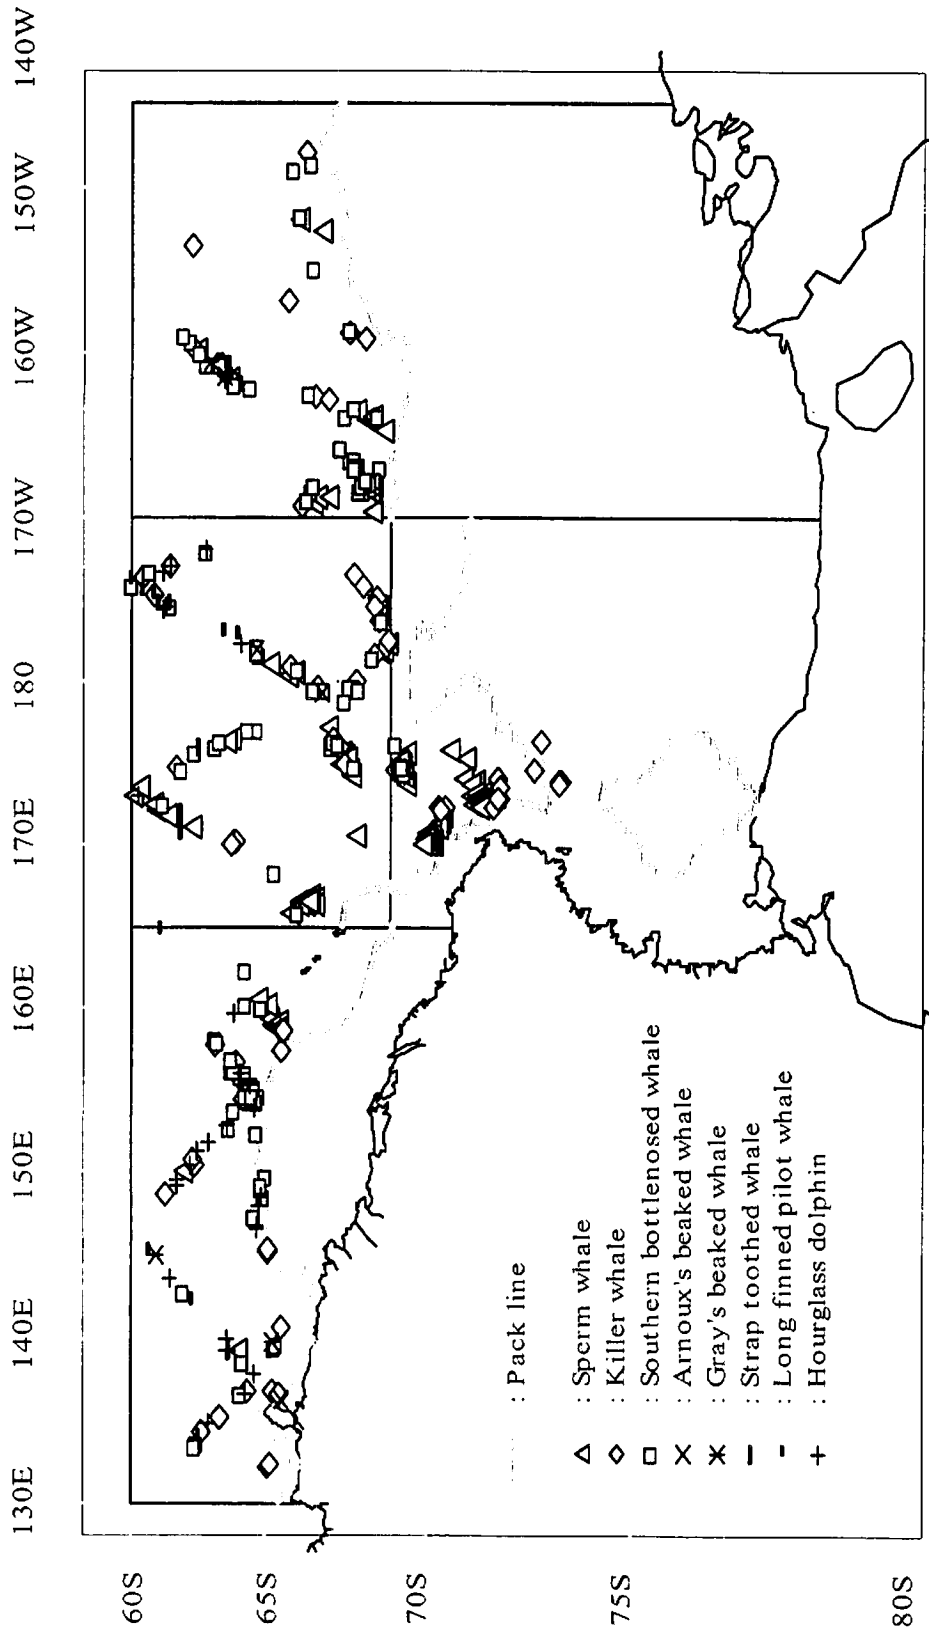 130E
140E
150E
160E
170E
180
170W
160W
150W
140W
60S
65S
70S
75S
80S
: Pack line
: Sperm whale
: Killer whale
: Southern bottlenosed whale
: Arnoux's beaked whale
: Gray's beaked whale
: Strap toothed whale
: Long finned pilot whale
: Hourglass dolphin